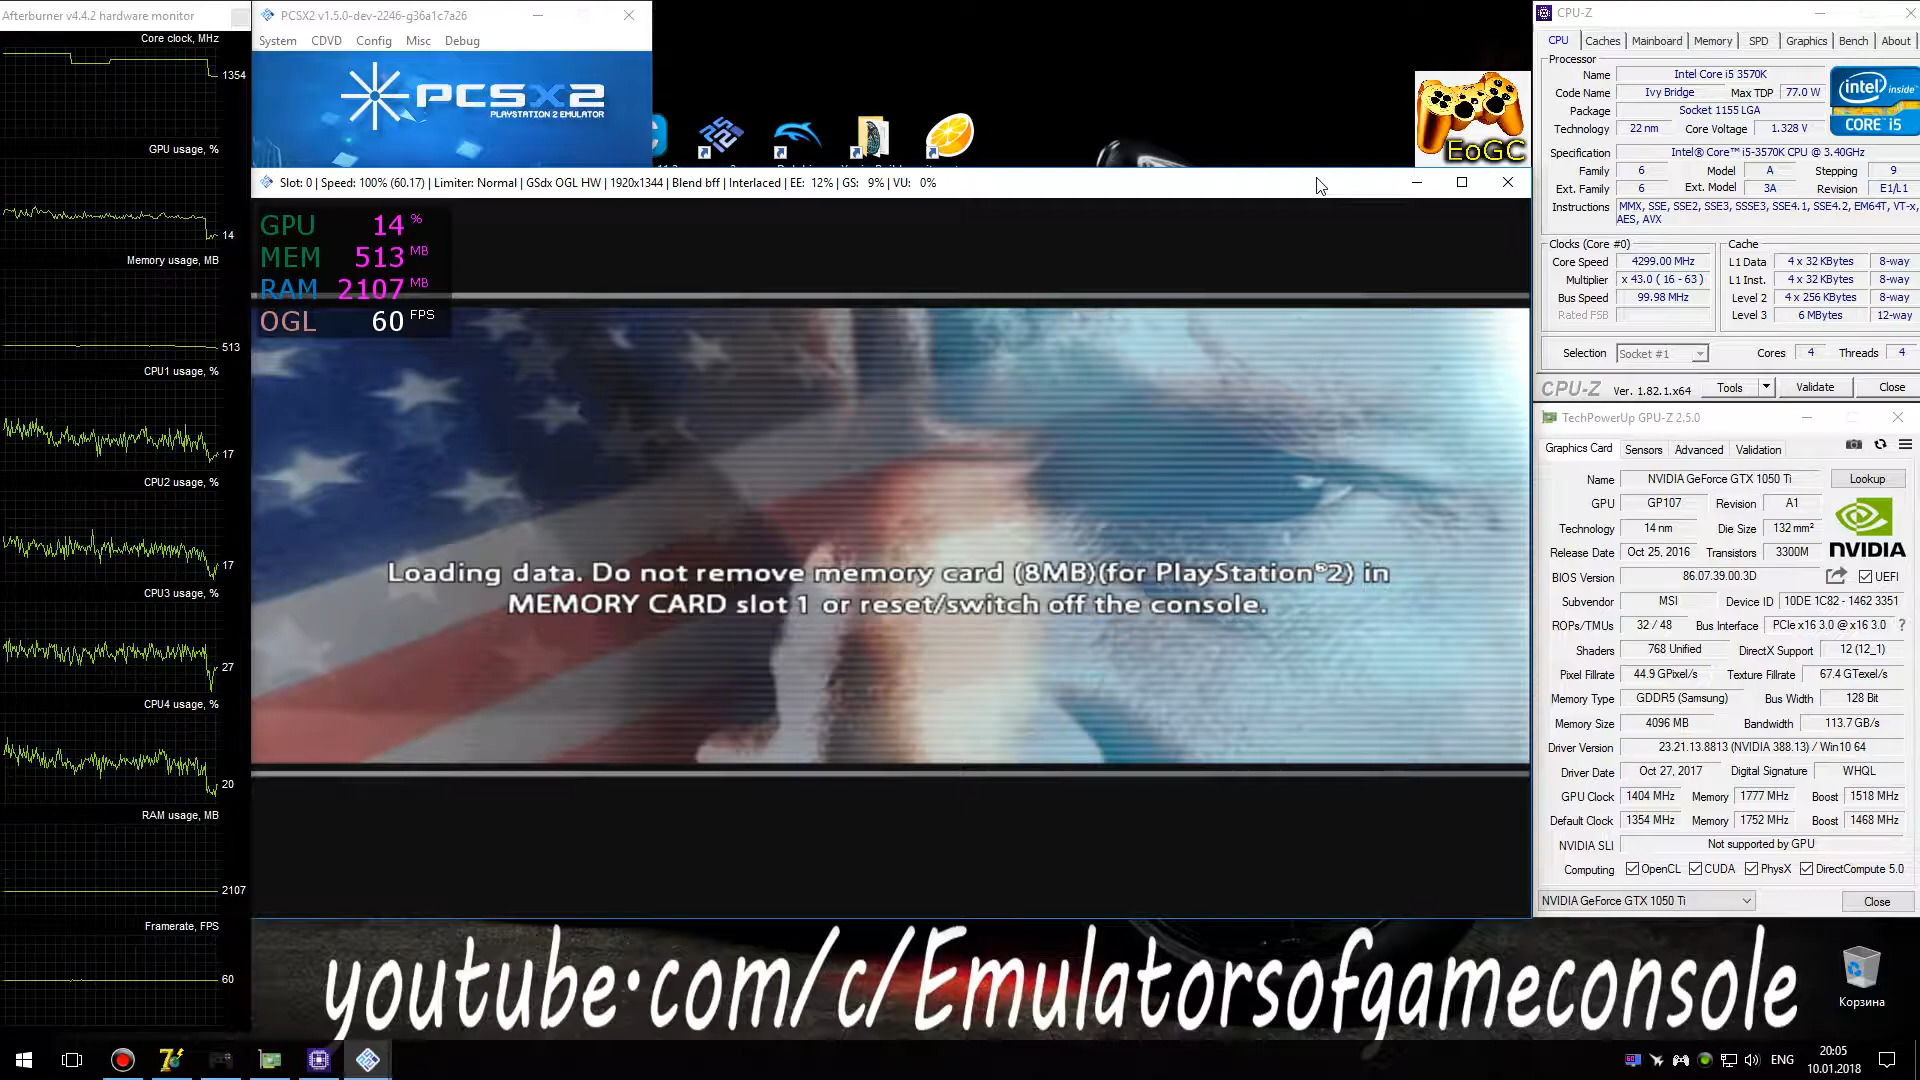 Afterburner v4.4.2 hardware monitor
Core clock, MHz
1354
GPU usage, %
14
Memory usage, MB
513
CPU1 usage, %
17
CPU2 usage, %
17
CPU3 usage, %
27
CPU4 usage, %
20
RAM usage, MB
2107
Framerate, FPS
60
PCSX2 v1.5.0-dev-2246-g36a1c7a26
System CDVD Config Misc Debug
PCSX2
PLAYSTATION 2 EMULATOR
EoGC
Slot: 0 | Speed: 100% (60.17) | Limiter: Normal | GSdx OGL HW | 1920x1344 | Blend bff | Interlaced | EE: 12% | GS: 9% | VU: 0%
GPU 14 %
MEM 513 MB
RAM 2107 MB
OGL 60 FPS
Loading data. Do not remove memory card (8MB)(for PlayStation®2) in
MEMORY CARD slot 1 or reset/switch off the console.
CPU-Z
CPU Caches Mainboard Memory SPD Graphics Bench About
Processor
Name Intel Core i5 3570K
Code Name Ivy Bridge Max TDP 77.0 W
Package Socket 1155 LGA
Technology 22 nm Core Voltage 1.328 V
intel inside
CORE i5
Specification Intel® Core™ i5-3570K CPU @ 3.40GHz
Family 6 Model A Stepping 9
Ext. Family 6 Ext. Model 3A Revision E1/L1
Instructions MMX, SSE, SSE2, SSE3, SSSE3, SSE4.1, SSE4.2, EM64T, VT-x,
AES, AVX
Clocks (Core #0) Cache
Core Speed 4299.00 MHz L1 Data 4 x 32 KBytes 8-way
Multiplier x 43.0 ( 16 - 63 ) L1 Inst. 4 x 32 KBytes 8-way
Bus Speed 99.98 MHz Level 2 4 x 256 KBytes 8-way
Rated FSB Level 3 6 MBytes 12-way
Selection Socket #1 Cores 4 Threads 4
CPU-Z Ver. 1.82.1.x64 Tools Validate Close
TechPowerUp GPU-Z 2.5.0
Graphics Card Sensors Advanced Validation
Name NVIDIA GeForce GTX 1050 Ti Lookup
GPU GP107 Revision A1
Technology 14 nm Die Size 132 mm²
NVIDIA
Release Date Oct 25, 2016 Transistors 3300M
BIOS Version 86.07.39.00.3D UEFI
Subvendor MSI Device ID 10DE 1C82 - 1462 3351
ROPs/TMUs 32 / 48 Bus Interface PCIe x16 3.0 @ x16 3.0 ?
Shaders 768 Unified DirectX Support 12 (12_1)
Pixel Fillrate 44.9 GPixel/s Texture Fillrate 67.4 GTexel/s
Memory Type GDDR5 (Samsung) Bus Width 128 Bit
Memory Size 4096 MB Bandwidth 113.7 GB/s
Driver Version 23.21.13.8813 (NVIDIA 388.13) / Win10 64
Driver Date Oct 27, 2017 Digital Signature WHQL
GPU Clock 1404 MHz Memory 1777 MHz Boost 1518 MHz
Default Clock 1354 MHz Memory 1752 MHz Boost 1468 MHz
NVIDIA SLI Not supported by GPU
Computing OpenCL CUDA PhysX DirectCompute 5.0
NVIDIA GeForce GTX 1050 Ti Close
youtube.com/c/Emulatorsofgameconsole
Корзина
ENG
20:05
10.01.2018